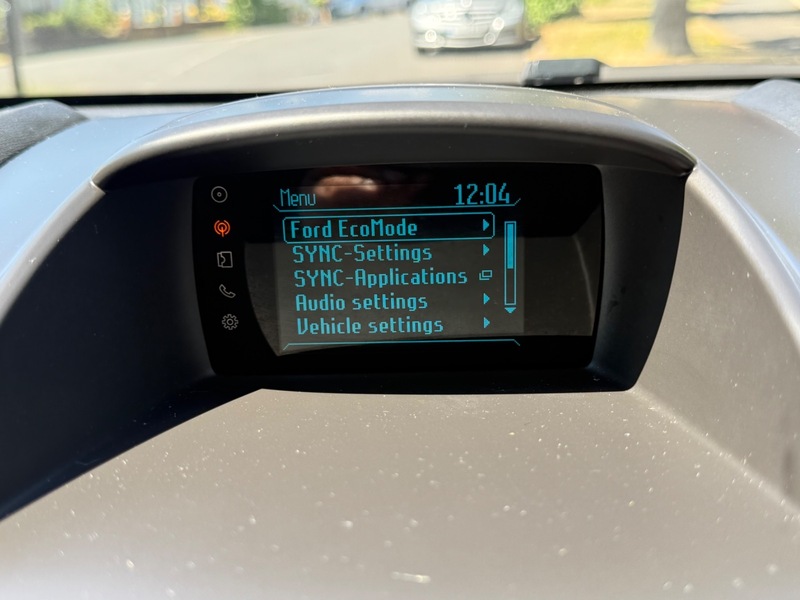 Menu
12:04
Ford EcoMode
SYNC-Settings
SYNC-Applications
Audio settings
Vehicle settings